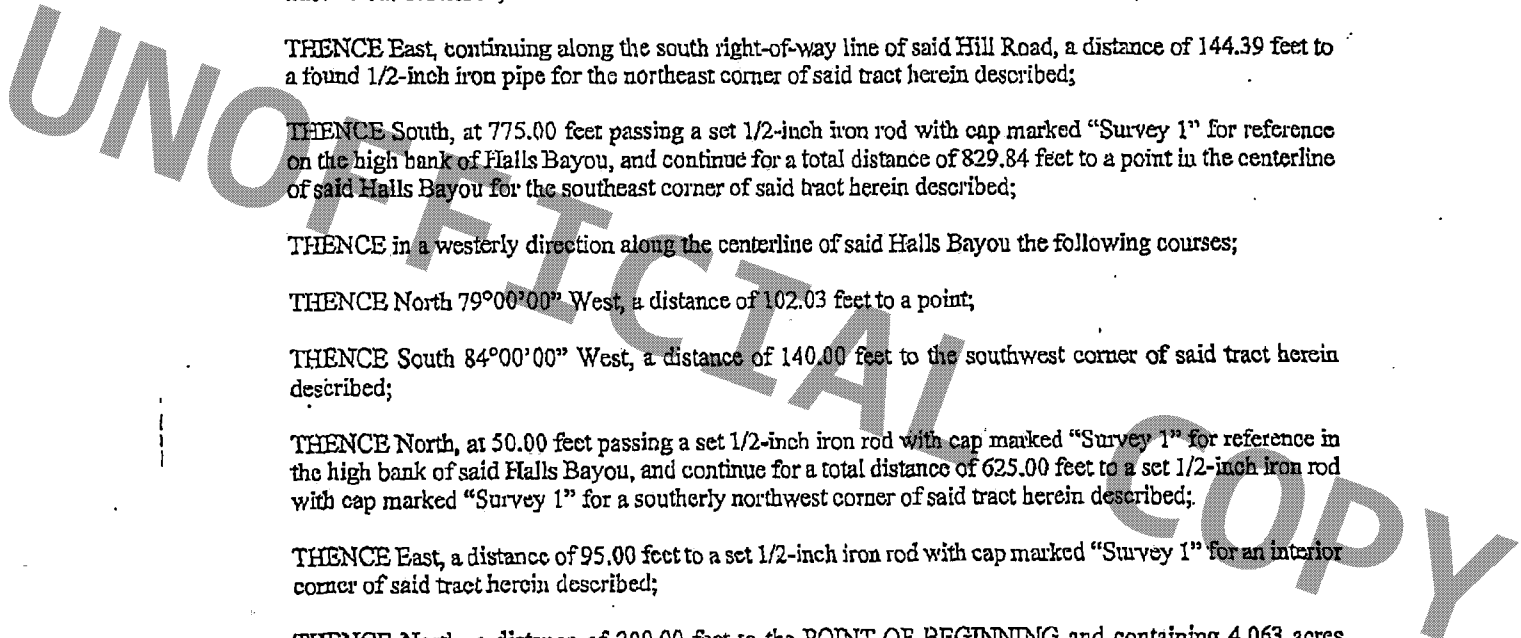 THENCE East, continuing along the south right-of-way line of said Hill Road, a distance of 144.39 feet to
a found 1/2-inch iron pipe for the northeast corner of said tract herein described;
THENCE South, at 775.00 feet passing a set 1/2-inch iron rod with cap marked “Survey 1” for reference
on the high bank of Halls Bayou, and continue for a total distance of 829.84 feet to a point in the centerline
of said Halls Bayou for the southeast corner of said tract herein described;
THENCE in a westerly direction along the centerline of said Halls Bayou the following courses;
THENCE North 79°00'00” West, a distance of 102.03 feet to a point;
THENCE South 84°00'00” West, a distance of 140.00 feet to the southwest corner of said tract herein
described;
THENCE North, at 50.00 feet passing a set 1/2-inch iron rod with cap marked “Survey 1” for reference in
the high bank of said Halls Bayou, and continue for a total distance of 625.00 feet to a set 1/2-inch iron rod
with cap marked “Survey 1” for a southerly northwest corner of said tract herein described;
THENCE East, a distance of 95.00 feet to a set 1/2-inch iron rod with cap marked “Survey 1” for an interior
corner of said tract herein described;
THENCE North, a distance of 200.00 feet to the POINT OF BEGINNING and containing 4.063 acres
UNOFFICIAL COPY